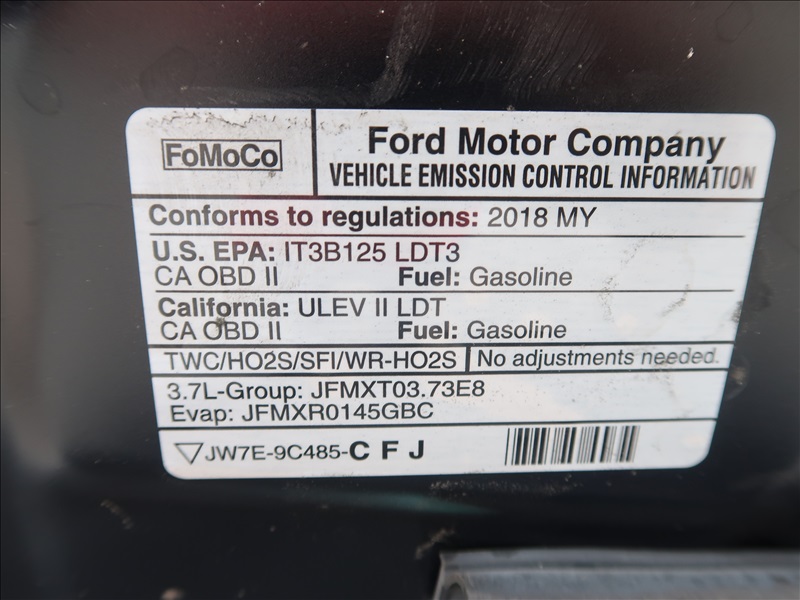 FoMoCo
Ford Motor Company
VEHICLE EMISSION CONTROL INFORMATION
Conforms to regulations: 2018 MY
U.S. EPA: IT3B125 LDT3
CA OBD II Fuel: Gasoline
California: ULEV II LDT
CA OBD II Fuel: Gasoline
TWC/HO2S/SFI/WR-HO2S No adjustments needed.
3.7L-Group: JFMXT03.73E8
Evap: JFMXR0145GBC
JW7E-9C485-C F J